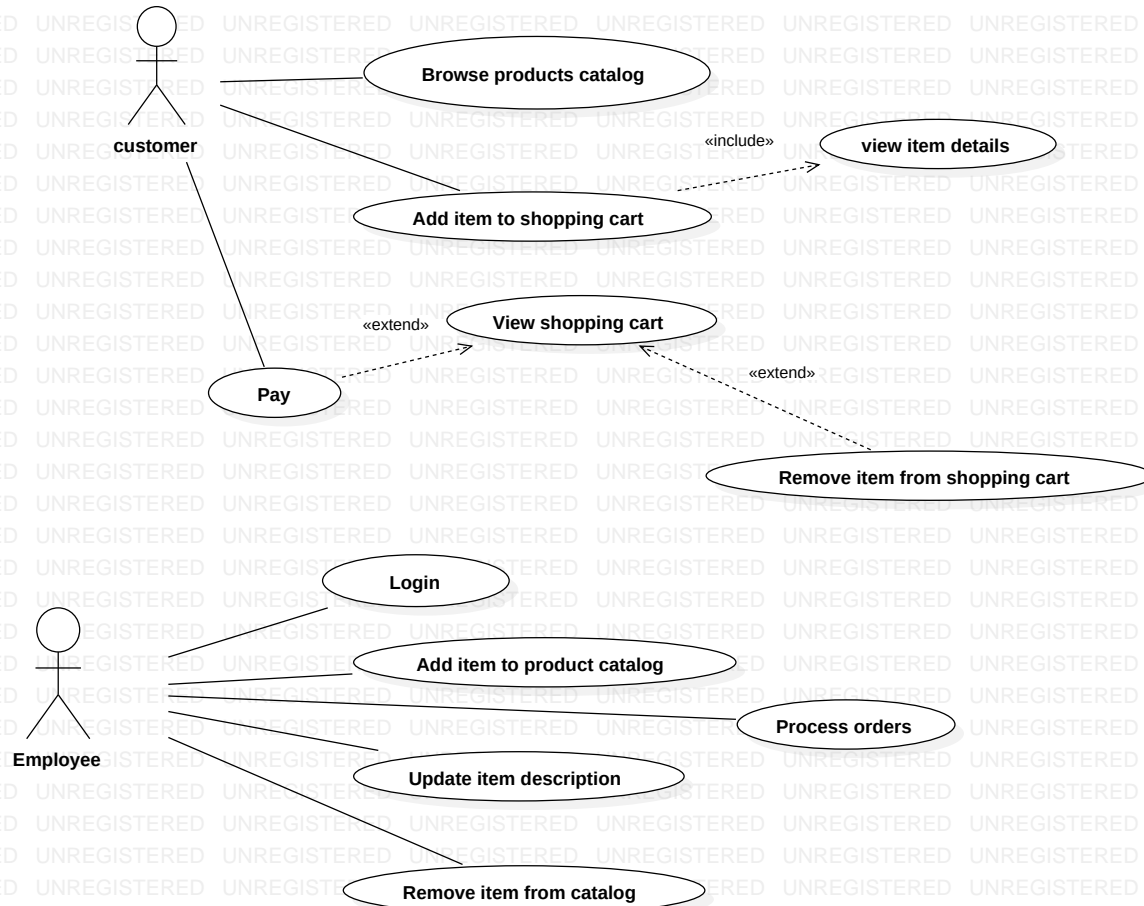 customer
Browse products catalog
«include»
view item details
Add item to shopping cart
«extend»
View shopping cart
«extend»
Pay
Remove item from shopping cart
Login
Add item to product catalog
Process orders
Employee
Update item description
Remove item from catalog
UNREGISTERED